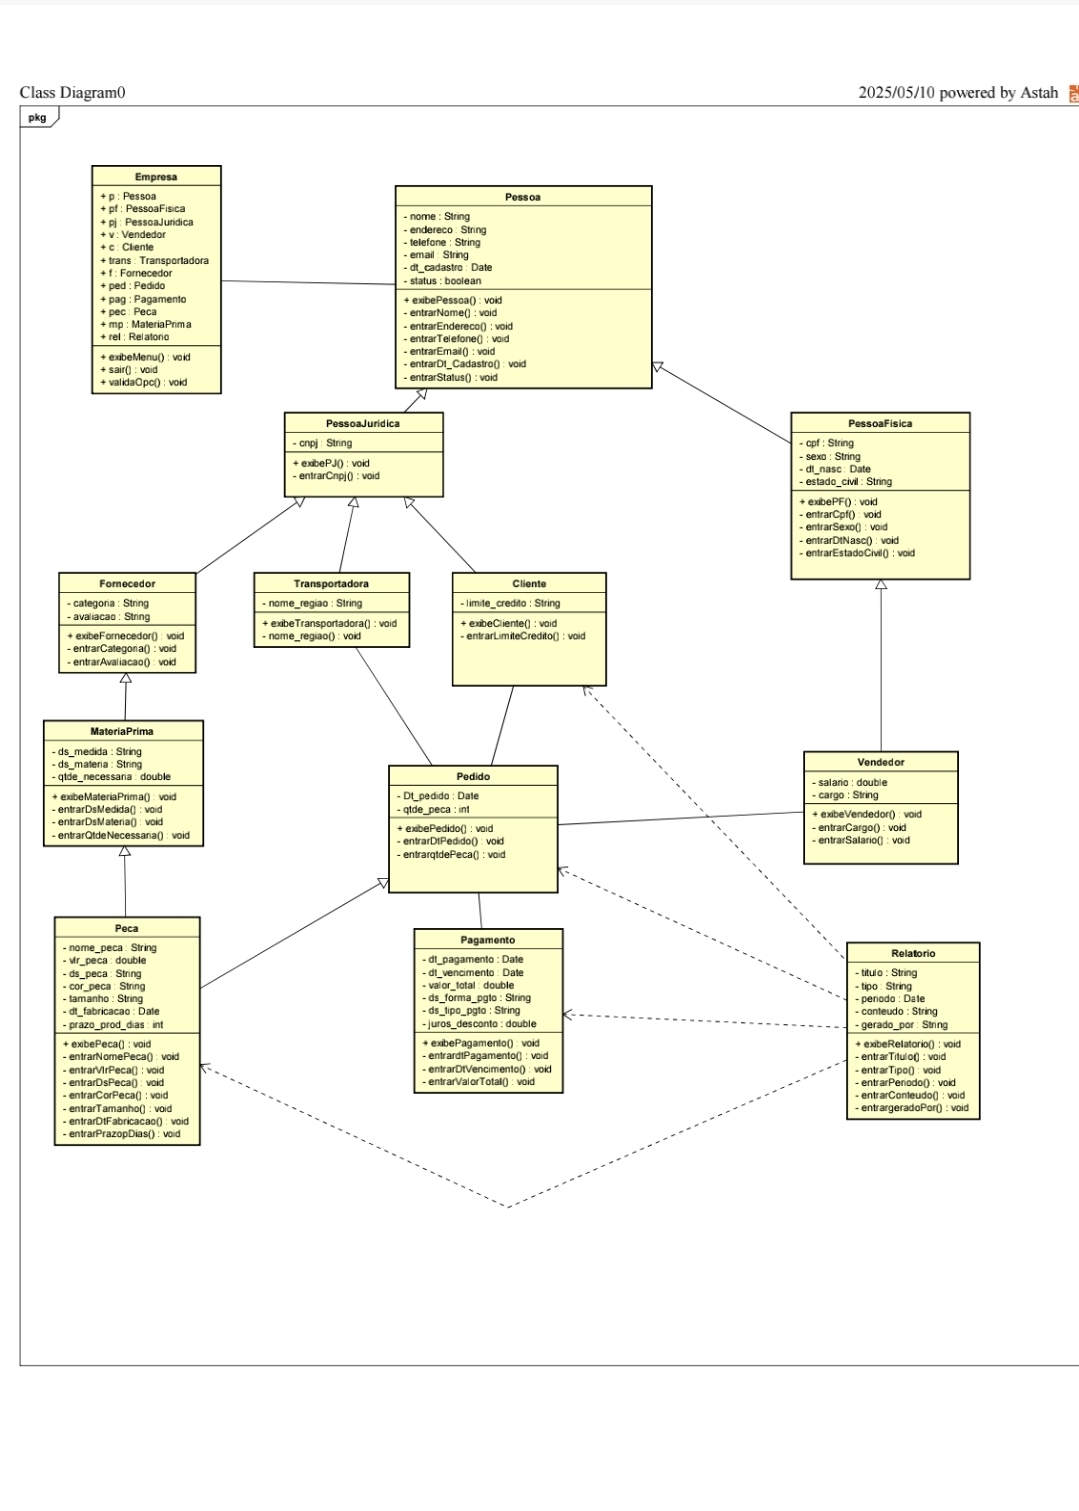 Class Diagram0
2025/05/10 powered by Astah
pkg
Empresa
+ p : Pessoa
+ pf : PessoaFisica
+ pj : PessoaJuridica
+ v : Vendedor
+ c : Cliente
+ trans : Transportadora
+ f : Fornecedor
+ ped : Pedido
+ pag : Pagamento
+ pec : Peca
+ mp : MateriaPrima
+ rel : Relatorio
+ exibeMenu() : void
+ sair() : void
+ validaOpc() : void
Pessoa
- nome : String
- endereco : String
- telefone : String
- email : String
- dt_cadastro : Date
- status : boolean
+ exibePessoa() : void
- entrarNome() : void
- entrarEndereco() : void
- entrarTelefone() : void
- entrarEmail() : void
- entrarDt_Cadastro() : void
- entrarStatus() : void
PessoaJuridica
- cnpj : String
+ exibePJ() : void
- entrarCnpj() : void
PessoaFisica
- cpf : String
- sexo : String
- dt_nasc : Date
- estado_civil : String
+ exibePF() : void
- entrarCpf() : void
- entrarSexo() : void
- entrarDtNasc() : void
- entrarEstadoCivil() : void
Fornecedor
- categoria : String
- avaliacao : String
+ exibeFornecedor() : void
- entrarCategoria() : void
- entrarAvaliacao() : void
Transportadora
- nome_regiao : String
+ exibeTransportadora() : void
- nome_regiao() : void
Cliente
- limite_credito : String
+ exibeCliente() : void
- entrarLimiteCredito() : void
MateriaPrima
- ds_medida : String
- ds_materia : String
- qtde_necessaria : double
+ exibeMateriaPrima() : void
- entrarDsMedida() : void
- entrarDsMateria() : void
- entrarQtdeNecessaria() : void
Pedido
- Dt_pedido : Date
- qtde_peca : int
+ exibePedido() : void
- entrarDtPedido() : void
- entrarqtdePeca() : void
Vendedor
- salario : double
- cargo : String
+ exibeVendedor() : void
- entrarCargo() : void
- entrarSalario() : void
Peca
- nome_peca : String
- vlr_peca : double
- ds_peca : String
- cor_peca : String
- tamanho : String
- dt_fabricacao : Date
- prazo_prod_dias : int
+ exibePeca() : void
- entrarNomePeca() : void
- entrarVlrPeca() : void
- entrarDsPeca() : void
- entrarCorPeca() : void
- entrarTamanho() : void
- entrarDtFabricacao() : void
- entrarPrazopDias() : void
Pagamento
- dt_pagamento : Date
- dt_vencimento : Date
- valor_total : double
- ds_forma_pgto : String
- ds_tipo_pgto : String
- juros_desconto : double
+ exibePagamento() : void
- entrardtPagamento() : void
- entrarDtVencimento() : void
- entrarValorTotal() : void
Relatorio
- titulo : String
- tipo : String
- periodo : Date
- conteudo : String
- gerado_por : String
+ exibeRelatorio() : void
- entrarTitulo() : void
- entrarTipo() : void
- entrarPeriodo() : void
- entrarConteudo() : void
- entrargeradoPor() : void